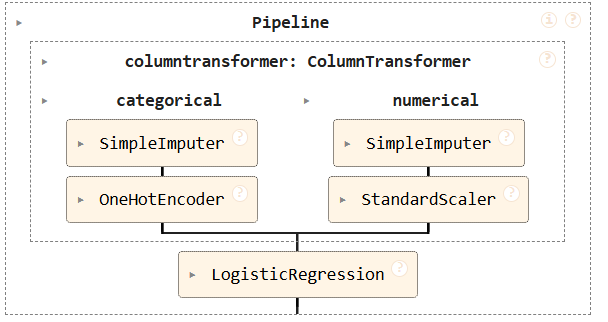 Pipeline
i ?
columntransformer: ColumnTransformer
?
categorical
numerical
SimpleImputer ?
SimpleImputer ?
OneHotEncoder ?
StandardScaler ?
LogisticRegression ?